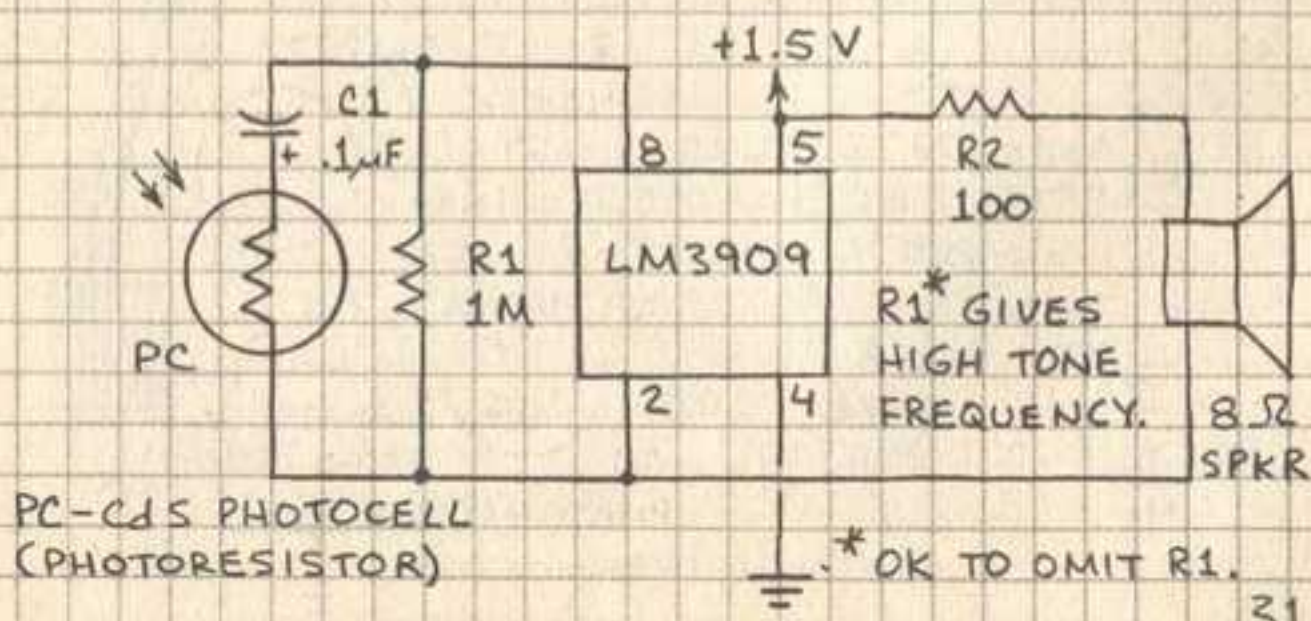 +1.5 V
C1
.1µF
+
8
5
R2
100
PC
R1
1M
LM3909
R1* GIVES
HIGH TONE
FREQUENCY.
2
4
8 Ω
SPKR
PC-CdS PHOTOCELL
(PHOTORESISTOR)
* OK TO OMIT R1.
31